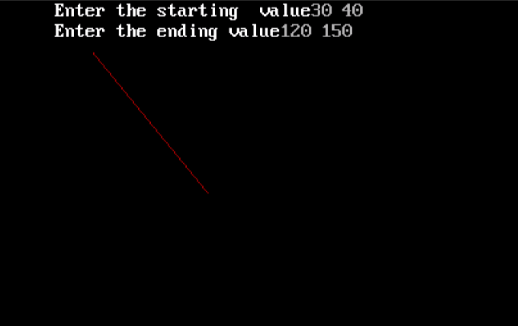 Enter the starting  value30 40
Enter the ending value120 150